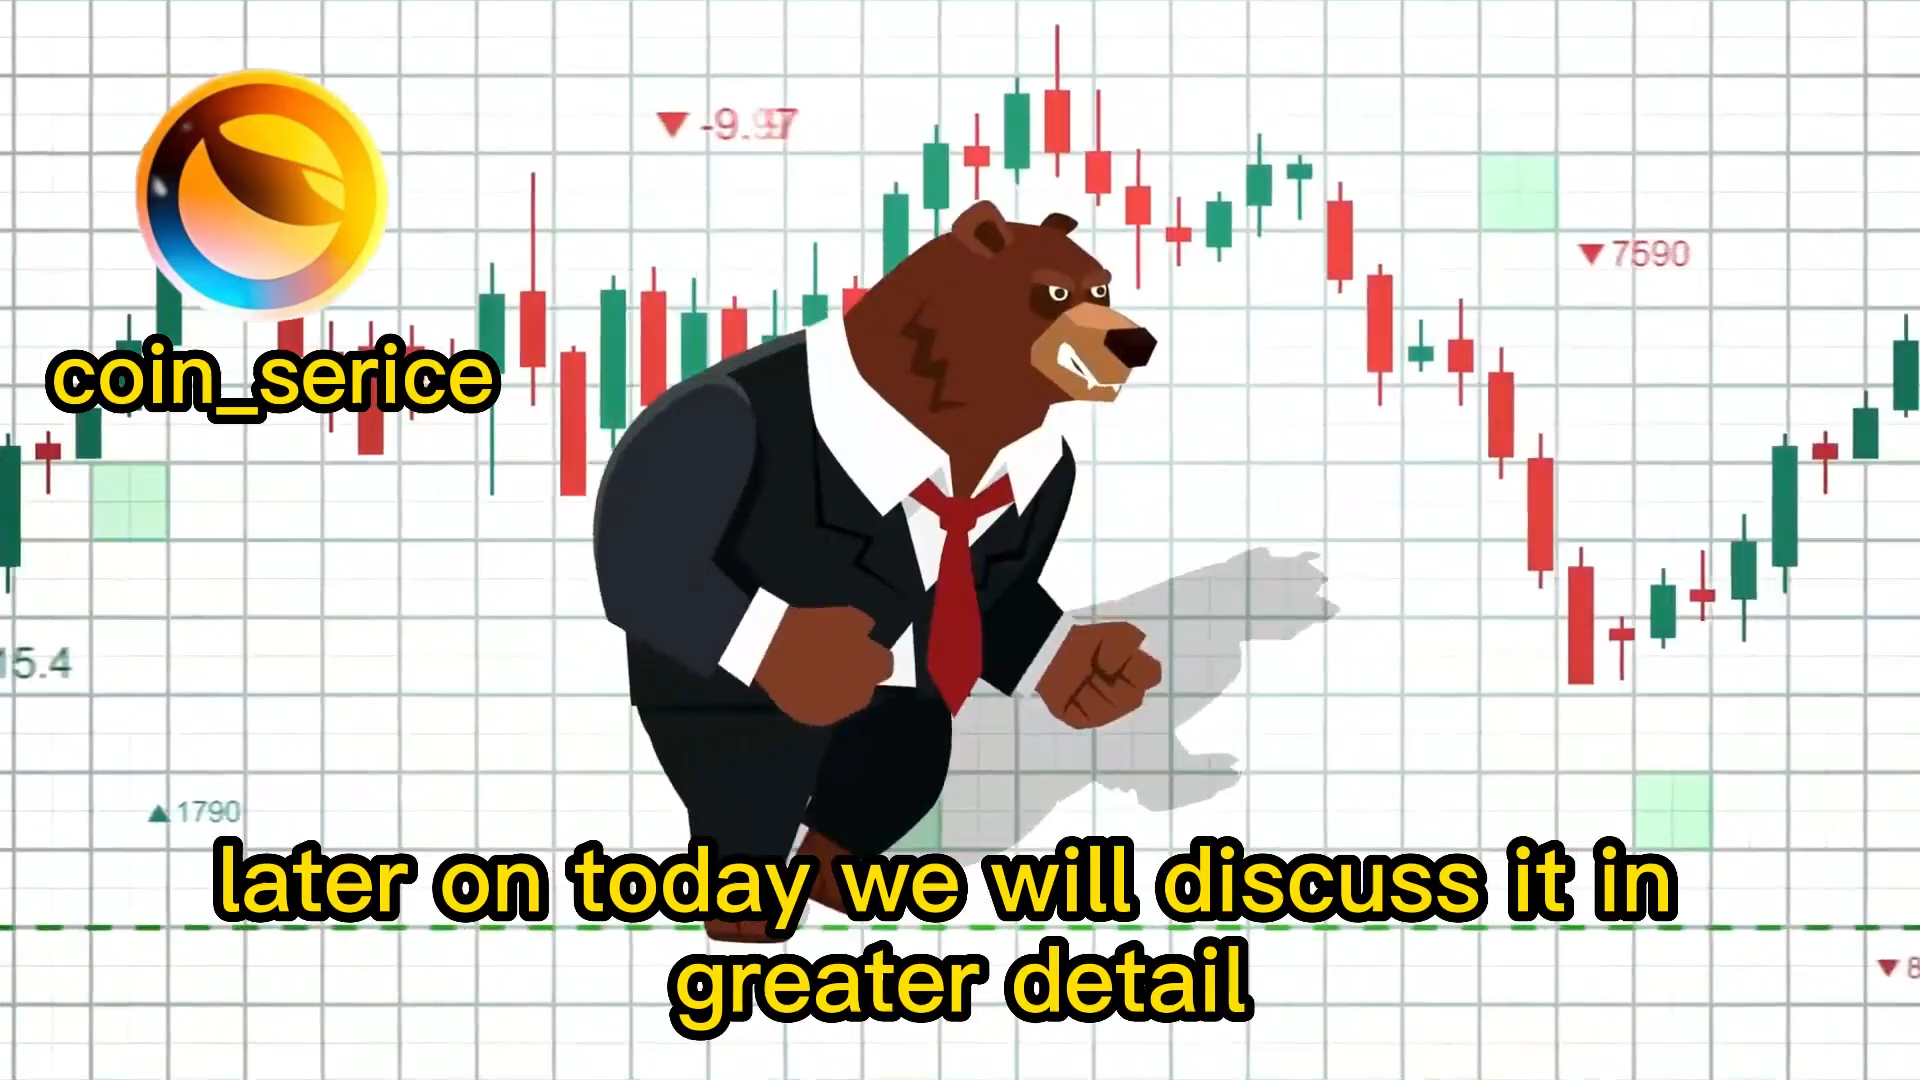 ▼ -9.97
▼ 7590
coin_serice
15.4
▲ 1790
later on today we will discuss it in
greater detail